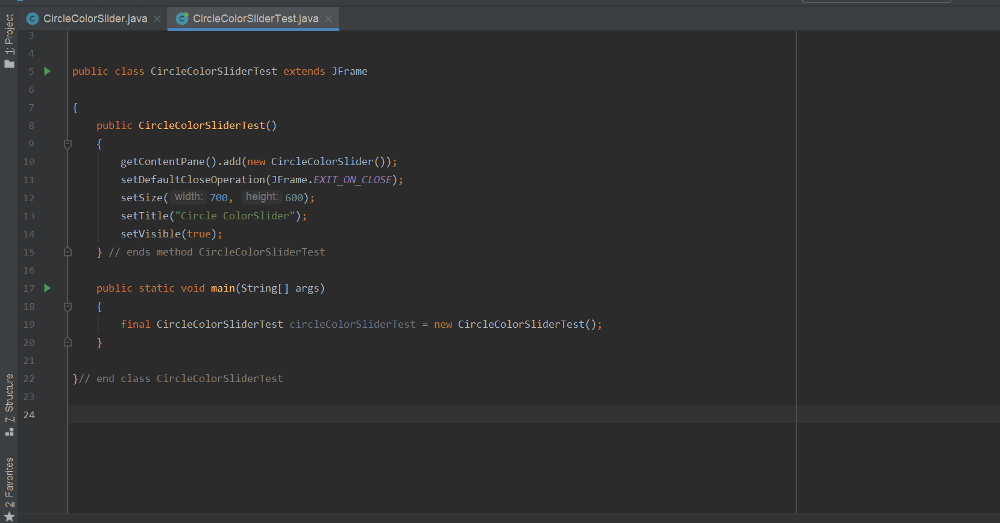 CircleColorSlider.java
CircleColorSliderTest.java
1: Project
7: Structure
2: Favorites
3
4
5 public class CircleColorSliderTest extends JFrame
6
7 {
8 public CircleColorSliderTest()
9 {
10 getContentPane().add(new CircleColorSlider());
11 setDefaultCloseOperation(JFrame.EXIT_ON_CLOSE);
12 setSize( width: 700, height: 600);
13 setTitle("Circle ColorSlider");
14 setVisible(true);
15 } // ends method CircleColorSliderTest
16
17 public static void main(String[] args)
18 {
19 final CircleColorSliderTest circleColorSliderTest = new CircleColorSliderTest();
20 }
21
22 }// end class CircleColorSliderTest
23
24